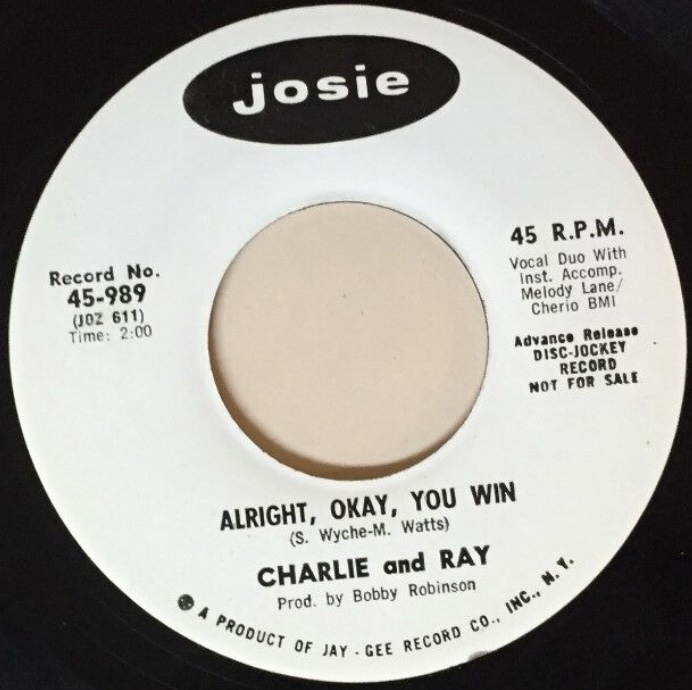 josie
Record No.
45-989
(JOZ 611)
Time: 2:00
45 R.P.M.
Vocal Duo With
Inst. Accomp.
Melody Lane/
Cherio BMI
Advance Release
DISC-JOCKEY
RECORD
NOT FOR SALE
ALRIGHT, OKAY, YOU WIN
(S. Wyche-M. Watts)
CHARLIE and RAY
Prod. by Bobby Robinson
A PRODUCT OF JAY - GEE RECORD CO., INC., N. Y.